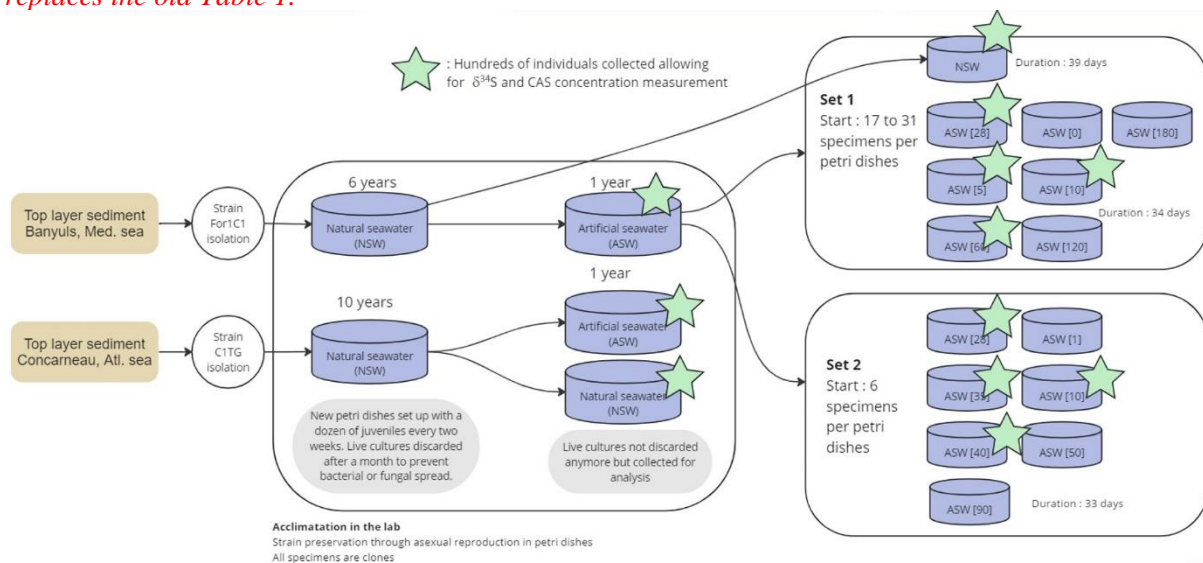 replaces the old Table 1.
: Hundreds of individuals collected allowing
for δ³⁴S and CAS concentration measurement
Top layer sediment
Banyuls, Med. sea
Strain
For1C1
isolation
6 years
Natural seawater
(NSW)
1 year
Artificial seawater
(ASW)
Top layer sediment
Concarneau, Atl. sea
Strain
C1TG
isolation
10 years
Natural seawater
(NSW)
1 year
Artificial seawater
(ASW)
Natural seawater
(NSW)
New petri dishes set up with a
dozen of juveniles every two
weeks. Live cultures discarded
after a month to prevent
bacterial or fungal spread.
Live cultures not discarded
anymore but collected for
analysis
Acclimatation in the lab
Strain preservation through asexual reproduction in petri dishes
All specimens are clones
NSW
Duration : 39 days
Set 1
Start : 17 to 31
specimens per
petri dishes
ASW [28]
ASW [0]
ASW [180]
ASW [5]
ASW [10]
Duration : 34 days
ASW [60]
ASW [120]
Set 2
Start : 6
specimens
per petri
dishes
ASW [28]
ASW [1]
ASW [35]
ASW [10]
ASW [40]
ASW [50]
ASW [90]
Duration : 33 days